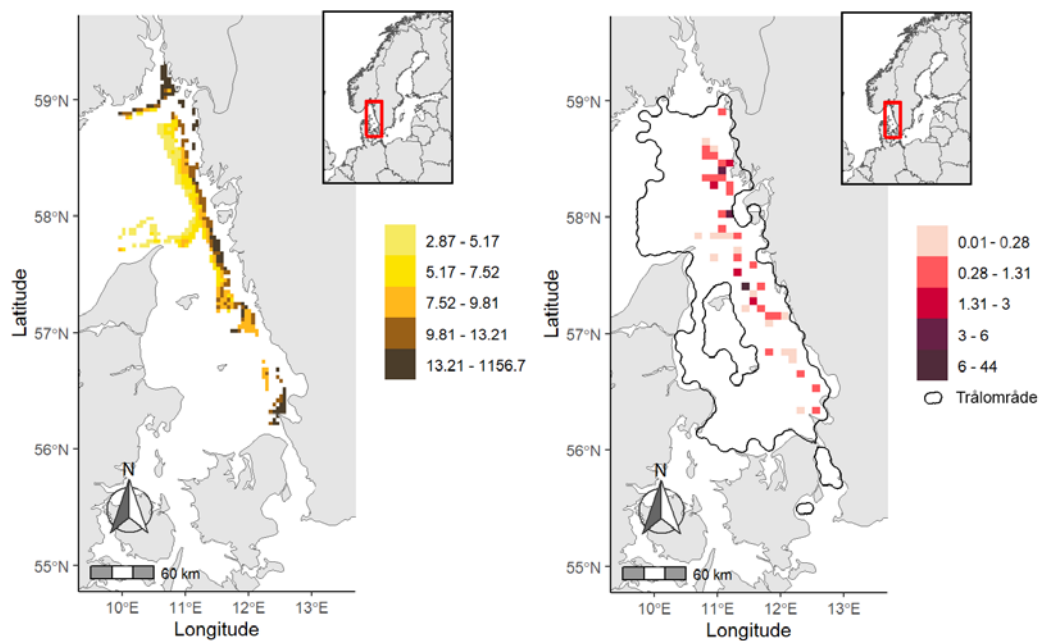 59°N
58°N
57°N
56°N
55°N
Latitude
10°E
11°E
12°E
13°E
Longitude
N
60 km
2.87 - 5.17
5.17 - 7.52
7.52 - 9.81
9.81 - 13.21
13.21 - 1156.7
59°N
58°N
57°N
56°N
55°N
Latitude
10°E
11°E
12°E
13°E
Longitude
N
60 km
0.01 - 0.28
0.28 - 1.31
1.31 - 3
3 - 6
6 - 44
Trålområde